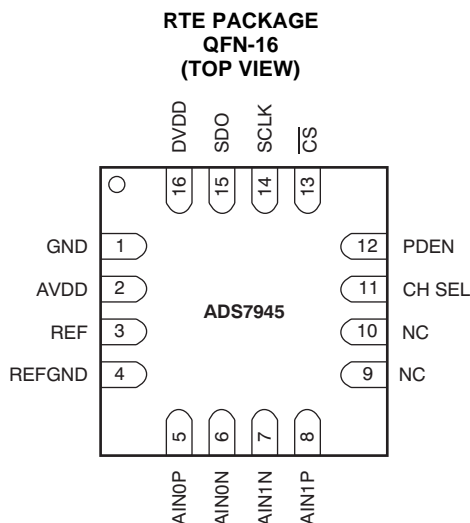 RTE PACKAGE
QFN-16
(TOP VIEW)
DVDD
SDO
SCLK
CS
16
15
14
13
GND 1
AVDD 2
REF 3
REFGND 4
ADS7945
12 PDEN
11 CH SEL
10 NC
9 NC
5
6
7
8
AIN0P
AIN0N
AIN1N
AIN1P